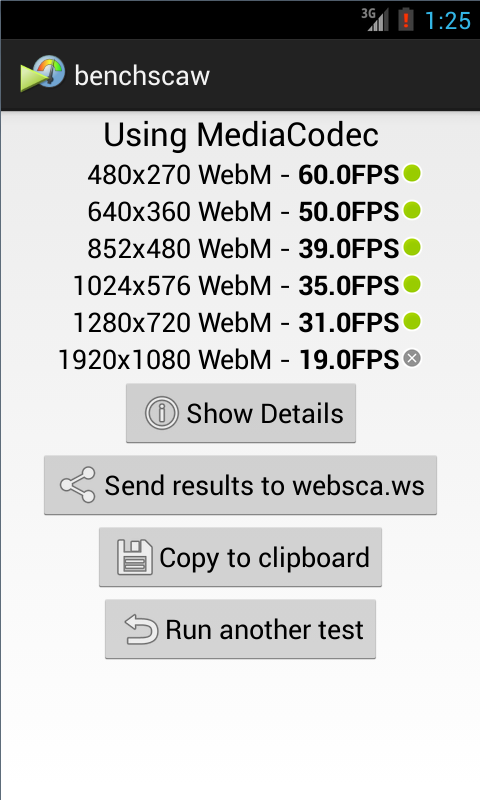 3G 1:25
benchscaw
Using MediaCodec
480x270 WebM - 60.0FPS
640x360 WebM - 50.0FPS
852x480 WebM - 39.0FPS
1024x576 WebM - 35.0FPS
1280x720 WebM - 31.0FPS
1920x1080 WebM - 19.0FPS
Show Details
Send results to websca.ws
Copy to clipboard
Run another test